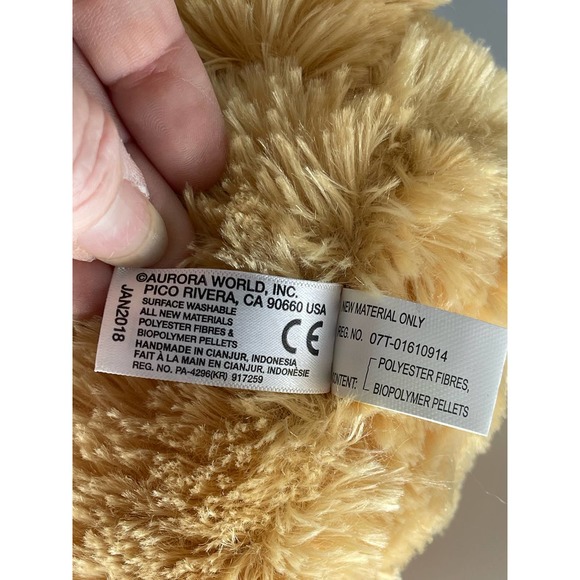 ©AURORA WORLD, INC.
PICO RIVERA, CA 90660 USA
SURFACE WASHABLE
ALL NEW MATERIALS
POLYESTER FIBRES &
BIOPOLYMER PELLETS
HANDMADE IN CIANJUR, INDONESIA
FAIT À LA MAIN EN CIANJUR, INDONÉSIE
REG. NO. PA-4296(KR) 917259
CE
JAN2018
NEW MATERIAL ONLY
REG. NO. 07T-01610914
CONTENT: POLYESTER FIBRES,
BIOPOLYMER PELLETS